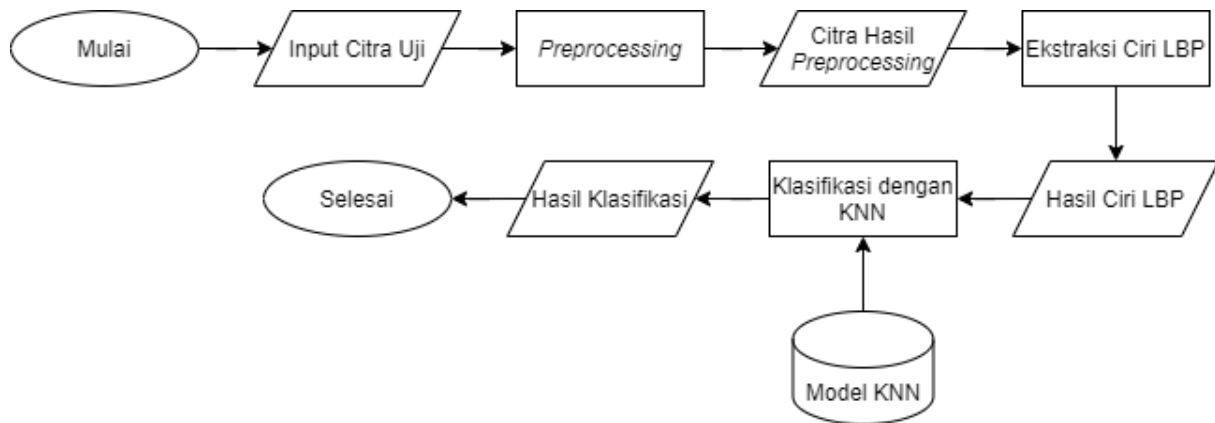 Mulai
Input Citra Uji
Preprocessing
Citra Hasil
Preprocessing
Ekstraksi Ciri LBP
Hasil Ciri LBP
Klasifikasi dengan
KNN
Hasil Klasifikasi
Selesai
Model KNN